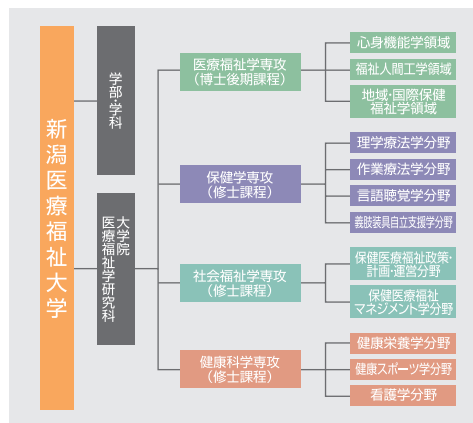 新潟医療福祉大学
学部・学科
大学院
医療福祉学研究科
医療福祉学専攻
（博士後期課程）
心身機能学領域
福祉人間工学領域
地域・国際保健
福祉学領域
保健学専攻
（修士課程）
理学療法学分野
作業療法学分野
言語聴覚学分野
義肢装具自立支援学分野
社会福祉学専攻
（修士課程）
保健医療福祉政策・
計画・運営分野
保健医療福祉
マネジメント学分野
健康科学専攻
（修士課程）
健康栄養学分野
健康スポーツ学分野
看護学分野